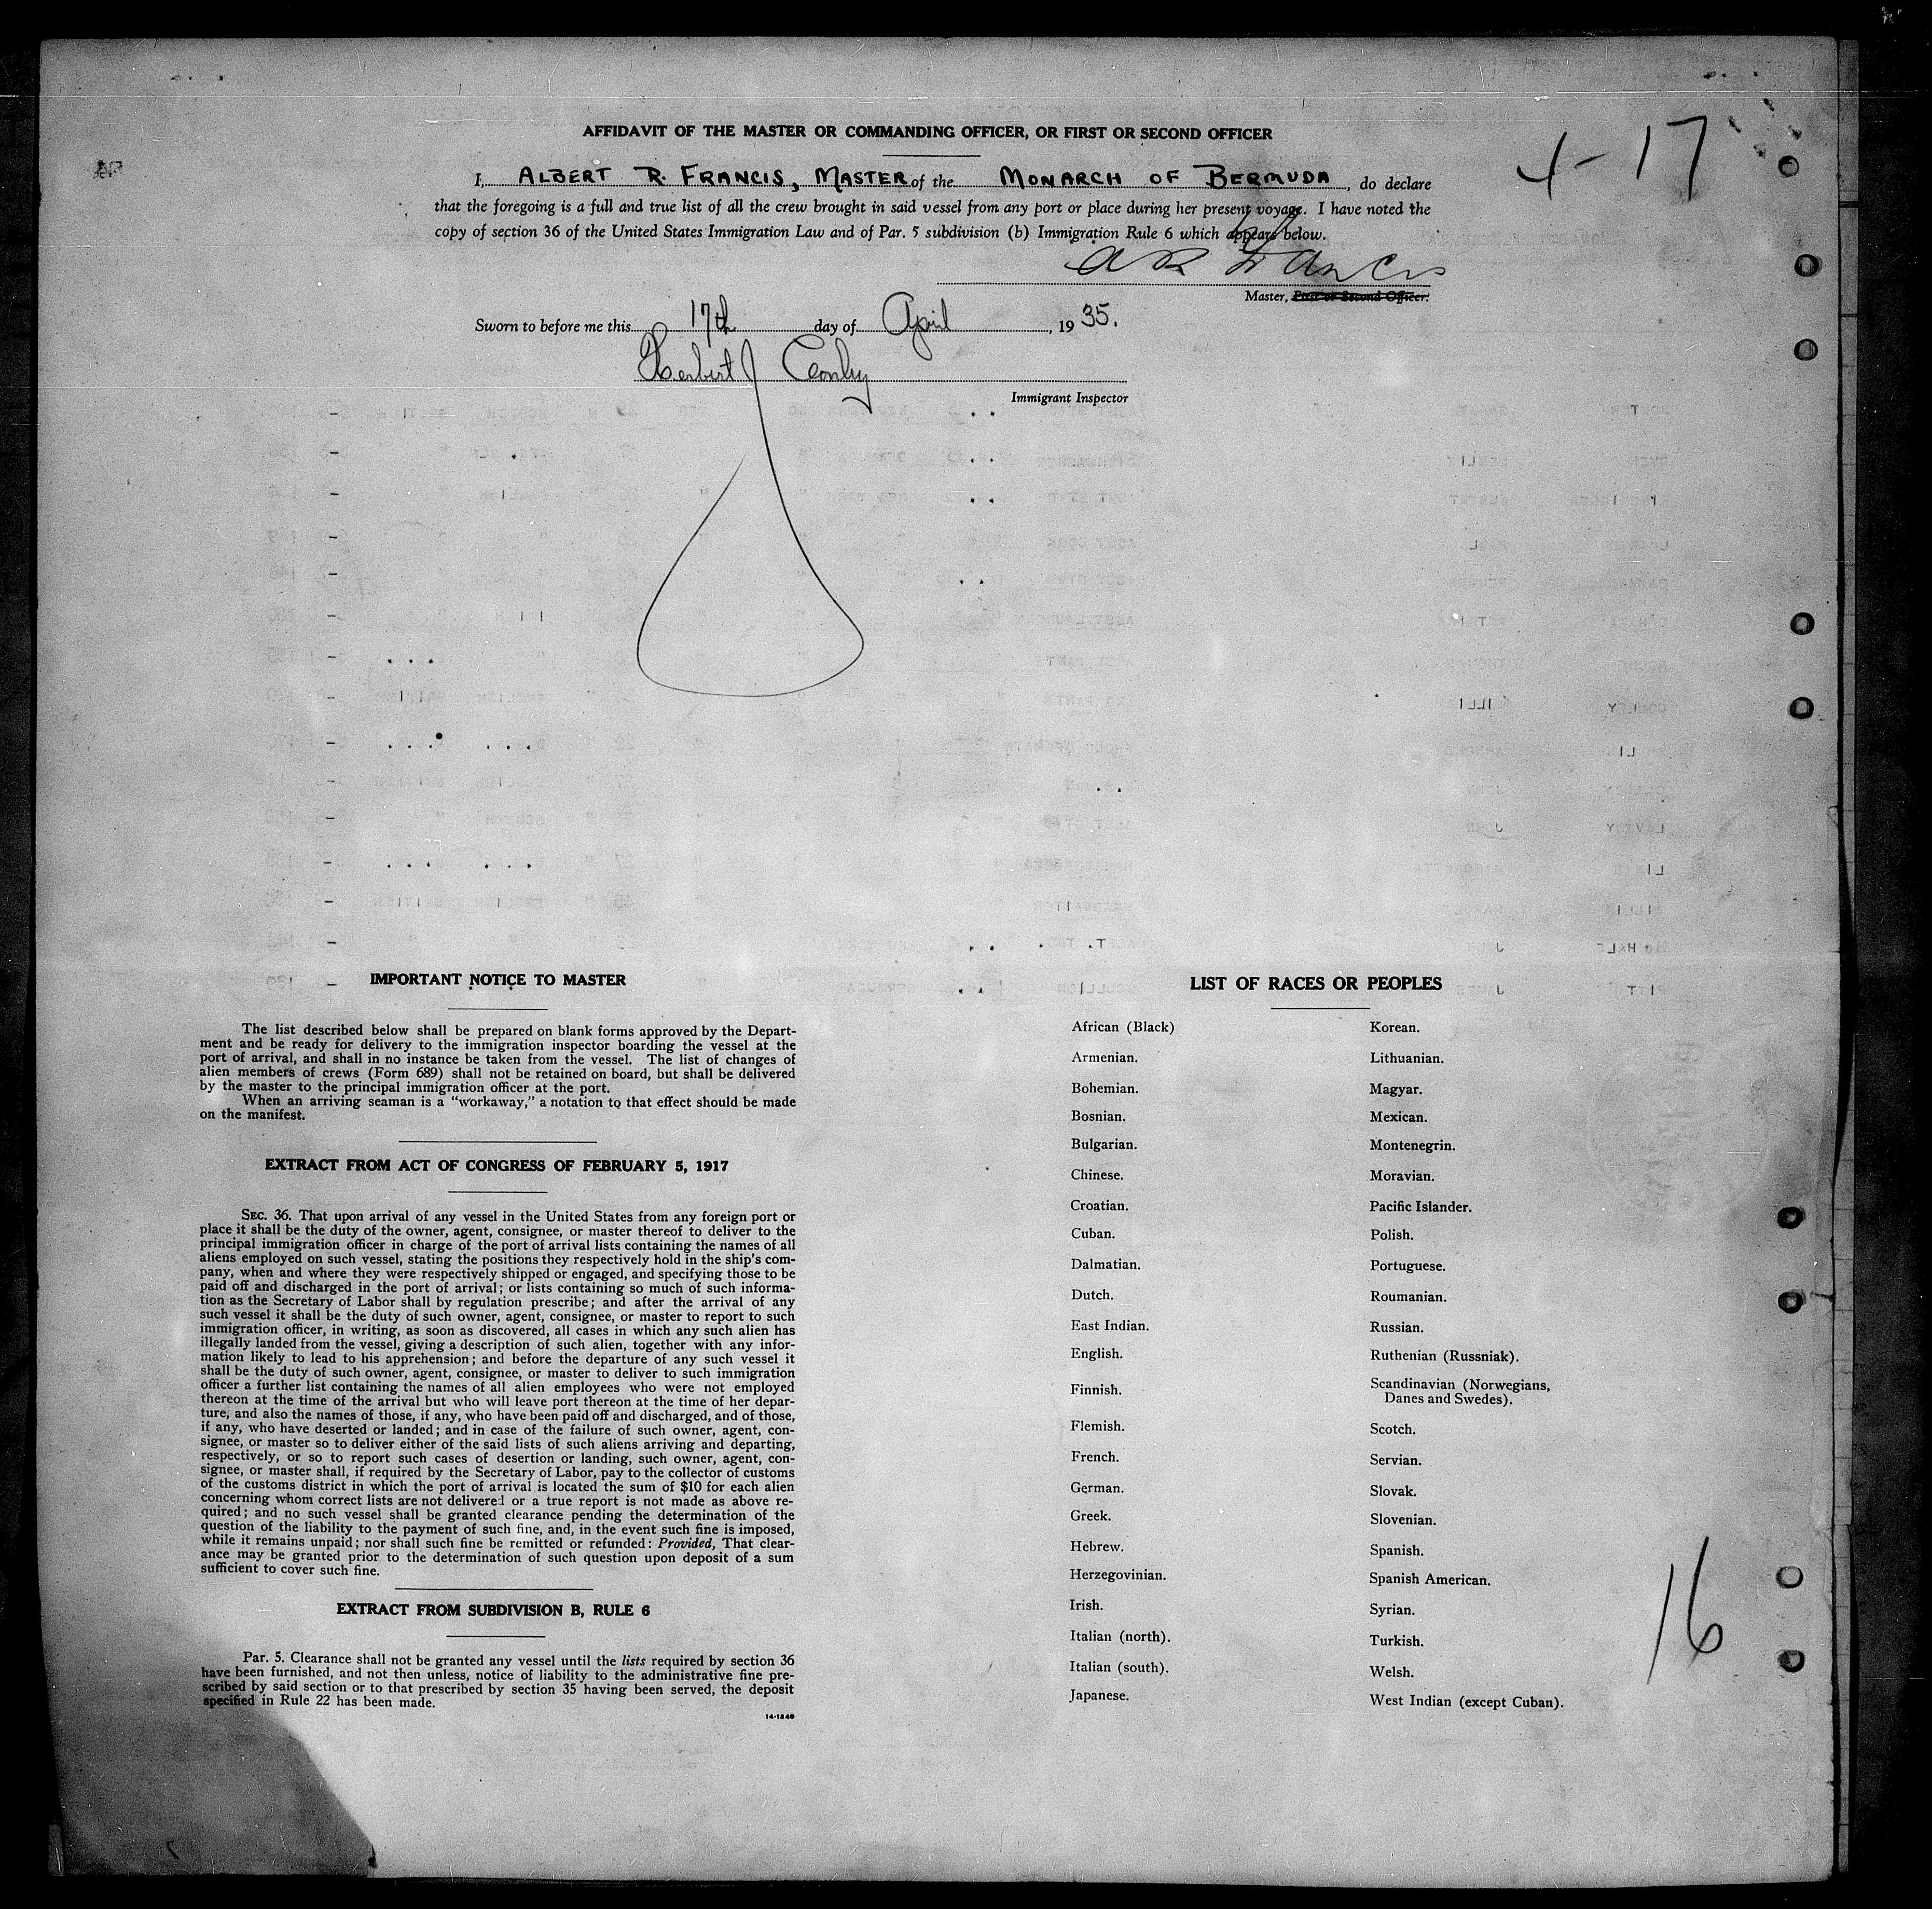 AFFIDAVIT OF THE MASTER OR COMMANDING OFFICER, OR FIRST OR SECOND OFFICER
4-17
I, ALBERT R. FRANCIS, MASTER of the MONARCH OF BERMUDA, do declare
that the foregoing is a full and true list of all the crew brought in said vessel from any port or place during her present voyage. I have noted the
copy of section 36 of the United States Immigration Law and of Par. 5 subdivision (b) Immigration Rule 6 which appears below.
A R Francis
Master, First or Second Officer.
Sworn to before me this 17th day of April, 1935.
Herbert J
Immigrant Inspector
IMPORTANT NOTICE TO MASTER
The list described below shall be prepared on blank forms approved by the Depart-
ment and be ready for delivery to the immigration inspector boarding the vessel at the
port of arrival, and shall in no instance be taken from the vessel. The list of changes of
alien members of crews (Form 689) shall not be retained on board, but shall be delivered
by the master to the principal immigration officer at the port.
When an arriving seaman is a "workaway," a notation to that effect should be made
on the manifest.
EXTRACT FROM ACT OF CONGRESS OF FEBRUARY 5, 1917
SEC. 36. That upon arrival of any vessel in the United States from any foreign port or
place it shall be the duty of the owner, agent, consignee, or master thereof to deliver to the
principal immigration officer in charge of the port of arrival lists containing the names of all
aliens employed on such vessel, stating the positions they respectively hold in the ship's com-
pany, when and where they were respectively shipped or engaged, and specifying those to be
paid off and discharged in the port of arrival; or lists containing so much of such informa-
tion as the Secretary of Labor shall by regulation prescribe; and after the arrival of any
such vessel it shall be the duty of such owner, agent, consignee, or master to report to such
immigration officer, in writing, as soon as discovered, all cases in which any such alien has
illegally landed from the vessel, giving a description of such alien, together with any infor-
mation likely to lead to his apprehension; and before the departure of any such vessel it
shall be the duty of such owner, agent, consignee, or master to deliver to such immigration
officer a further list containing the names of all alien employees who were not employed
thereon at the time of the arrival but who will leave port thereon at the time of her depar-
ture, and also the names of those, if any, who have been paid off and discharged, and of those,
if any, who have deserted or landed; and in case of the failure of such owner, agent, con-
signee, or master so to deliver either of the said lists of such aliens arriving and departing,
respectively, or so to report such cases of desertion or landing, such owner, agent, con-
signee, or master shall, if required by the Secretary of Labor, pay to the collector of customs
of the customs district in which the port of arrival is located the sum of $10 for each alien
concerning whom correct lists are not delivered or a true report is not made as above re-
quired; and no such vessel shall be granted clearance pending the determination of the
question of the liability to the payment of such fine, and, in the event such fine is imposed,
while it remains unpaid; nor shall such fine be remitted or refunded: Provided, That clear-
ance may be granted prior to the determination of such question upon deposit of a sum
sufficient to cover such fine.
EXTRACT FROM SUBDIVISION B, RULE 6
Par. 5. Clearance shall not be granted any vessel until the lists required by section 36
have been furnished, and not then unless, notice of liability to the administrative fine pre-
scribed by said section or to that prescribed by section 35 having been served, the deposit
specified in Rule 22 has been made.
14-1240
LIST OF RACES OR PEOPLES
African (Black)
Armenian.
Bohemian.
Bosnian.
Bulgarian.
Chinese.
Croatian.
Cuban.
Dalmatian.
Dutch.
East Indian.
English.
Finnish.
Flemish.
French.
German.
Greek.
Hebrew.
Herzegovinian.
Irish.
Italian (north).
Italian (south).
Japanese.
Korean.
Lithuanian.
Magyar.
Mexican.
Montenegrin.
Moravian.
Pacific Islander.
Polish.
Portuguese.
Roumanian.
Russian.
Ruthenian (Russniak).
Scandinavian (Norwegians,
Danes and Swedes).
Scotch.
Servian.
Slovak.
Slovenian.
Spanish.
Spanish American.
Syrian.
Turkish.
Welsh.
West Indian (except Cuban).
16